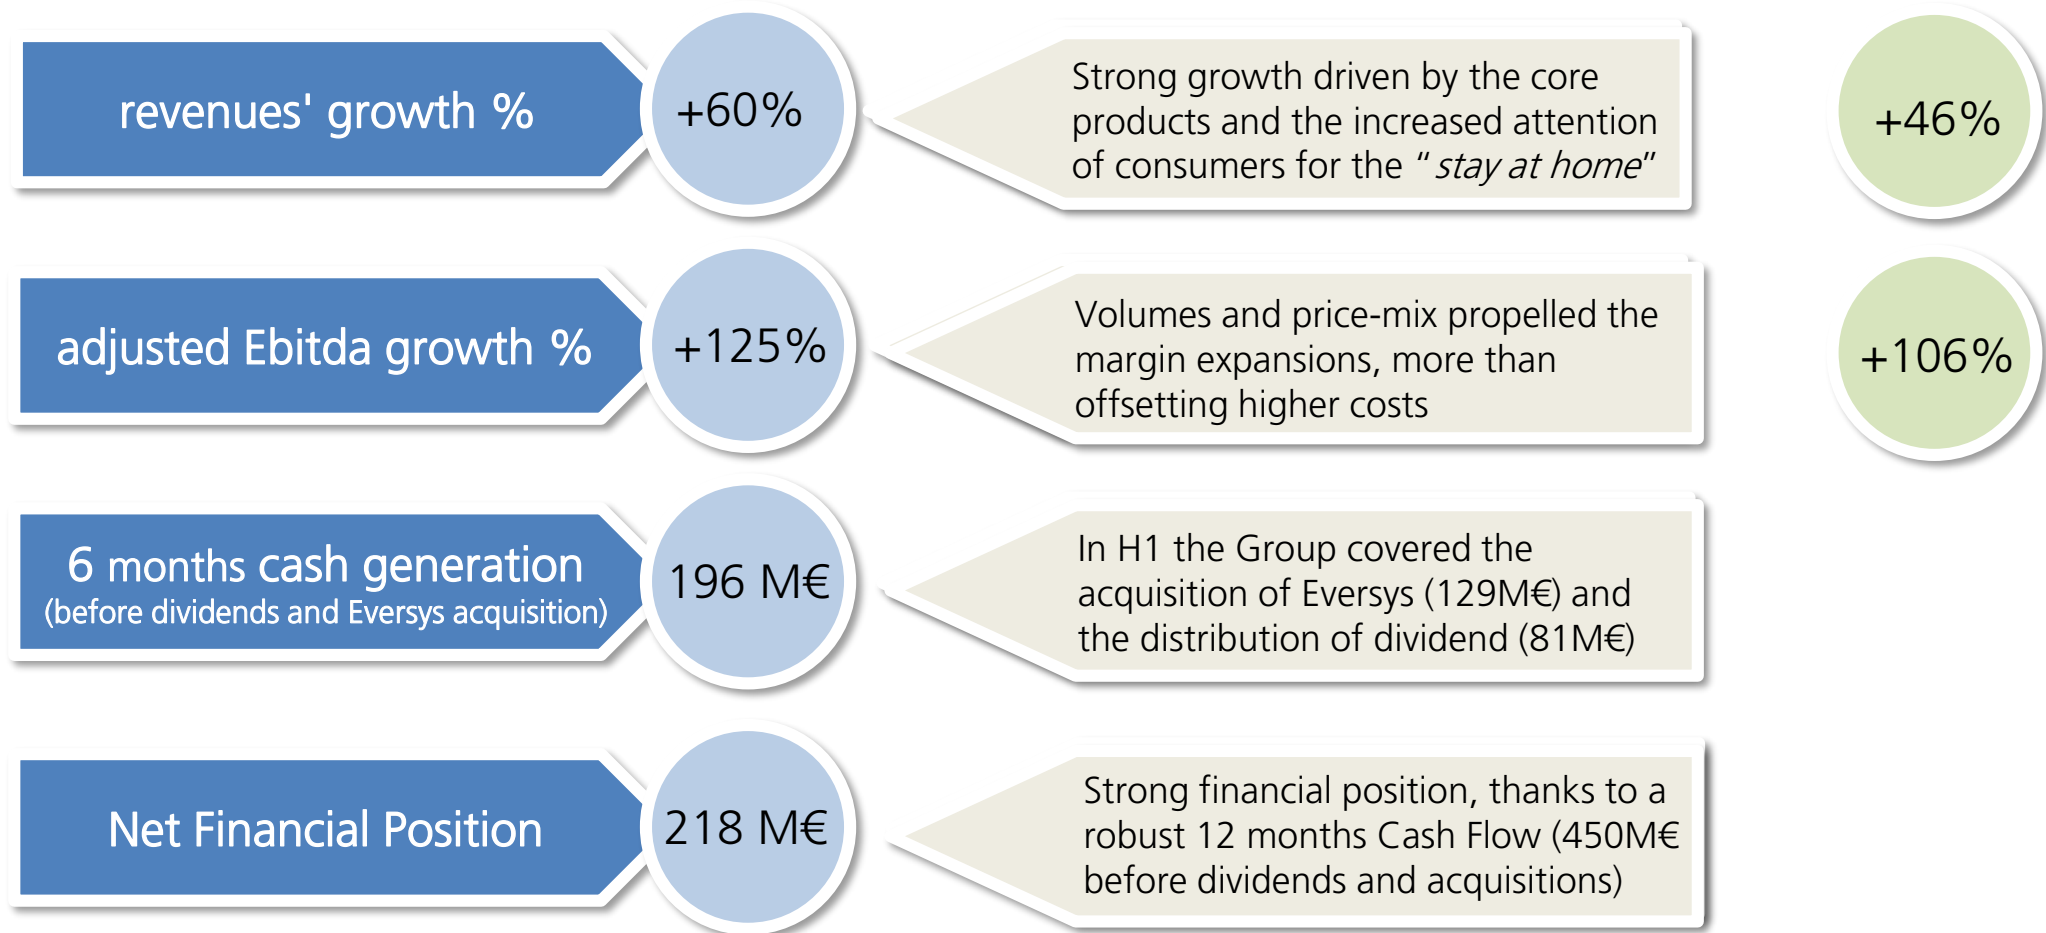 revenues' growth %
+60%
Strong growth driven by the core
products and the increased attention
of consumers for the “stay at home”
+46%
adjusted Ebitda growth %
+125%
Volumes and price-mix propelled the
margin expansions, more than
offsetting higher costs
+106%
6 months cash generation
(before dividends and Eversys acquisition)
196 M€
In H1 the Group covered the
acquisition of Eversys (129M€) and
the distribution of dividend (81M€)
Net Financial Position
218 M€
Strong financial position, thanks to a
robust 12 months Cash Flow (450M€
before dividends and acquisitions)